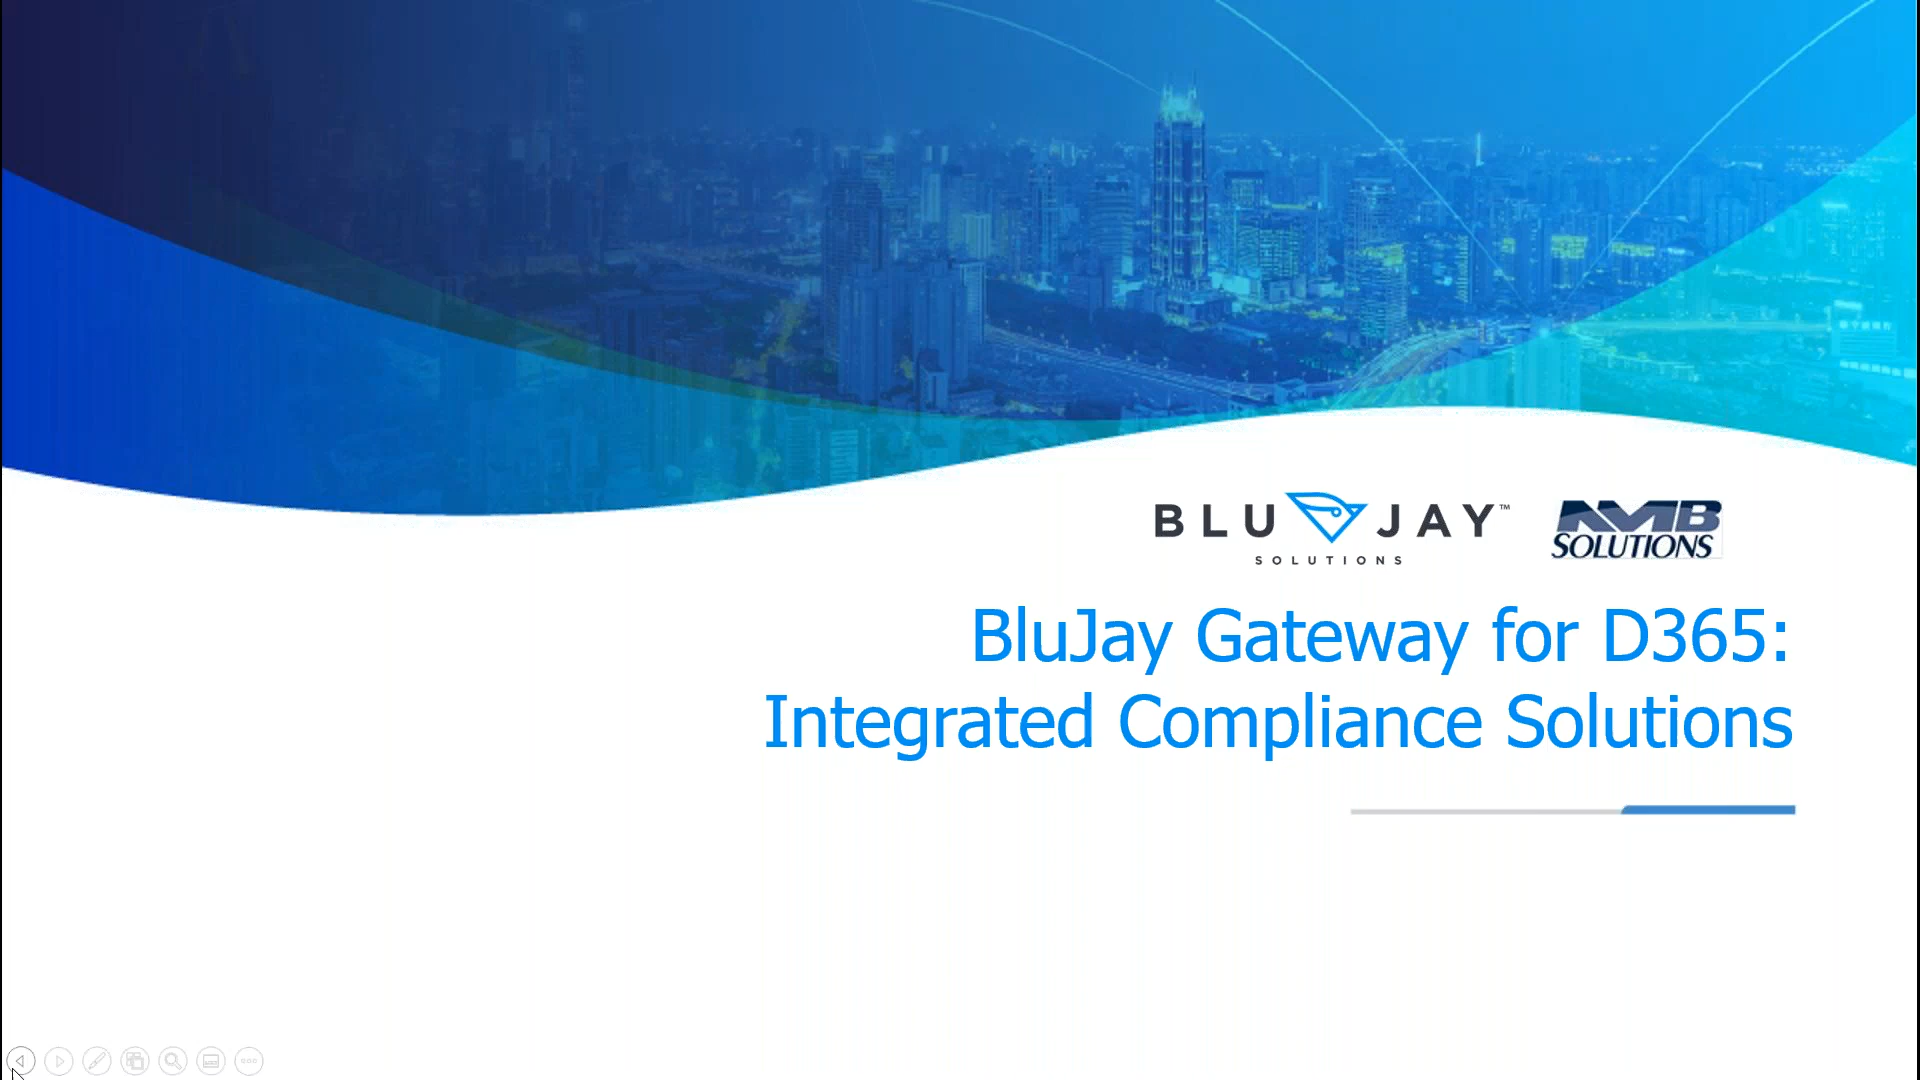 BLU JAY™
SOLUTIONS
NMB
SOLUTIONS
BluJay Gateway for D365:
Integrated Compliance Solutions